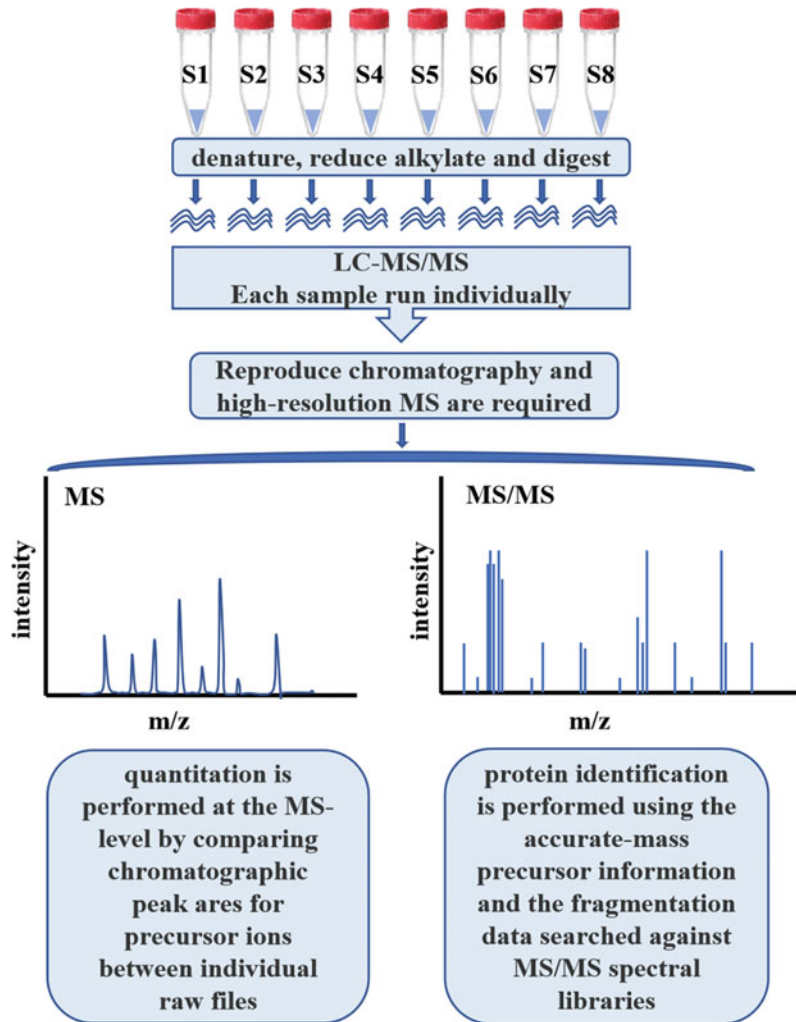 S1 S2 S3 S4 S5 S6 S7 S8
denature, reduce alkylate and digest
LC-MS/MS
Each sample run individually
Reproduce chromatography and
high-resolution MS are required
MS
intensity
m/z
MS/MS
intensity
m/z
quantitation is
performed at the MS-
level by comparing
chromatographic
peak ares for
precursor ions
between individual
raw files
protein identification
is performed using the
accurate-mass
precursor information
and the fragmentation
data searched against
MS/MS spectral
libraries